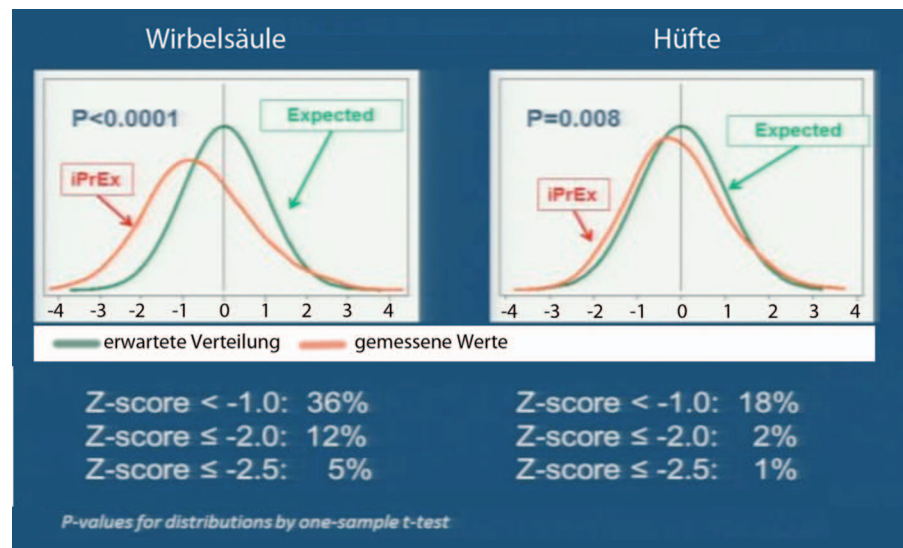 Wirbelsäule
Hüfte
P<0.0001
Expected
iPrEx
-4 -3 -2 -1 0 1 2 3 4
P=0.008
Expected
iPrEx
-4 -3 -2 -1 0 1 2 3 4
erwartete Verteilung gemessene Werte
Z-score < -1.0: 36%
Z-score ≤ -2.0: 12%
Z-score ≤ -2.5: 5%
Z-score < -1.0: 18%
Z-score ≤ -2.0: 2%
Z-score ≤ -2.5: 1%
P-values for distributions by one-sample t-test